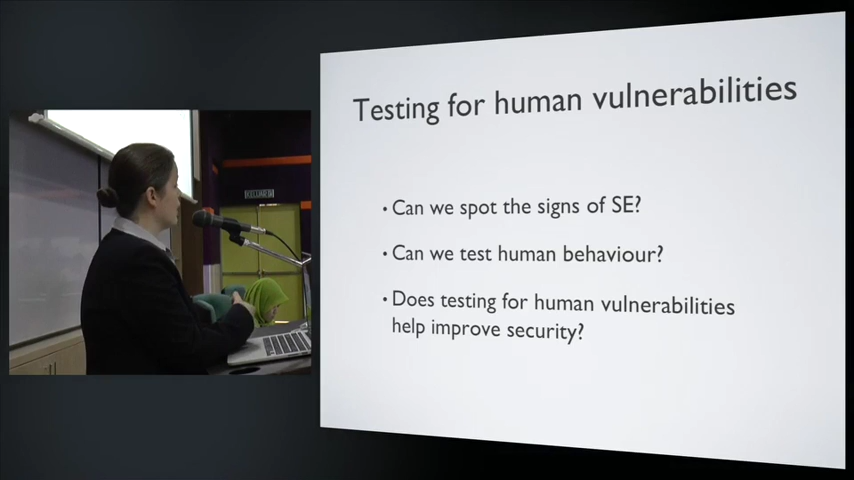 Testing for human vulnerabilities
• Can we spot the signs of SE?
• Can we test human behaviour?
• Does testing for human vulnerabilities
help improve security?